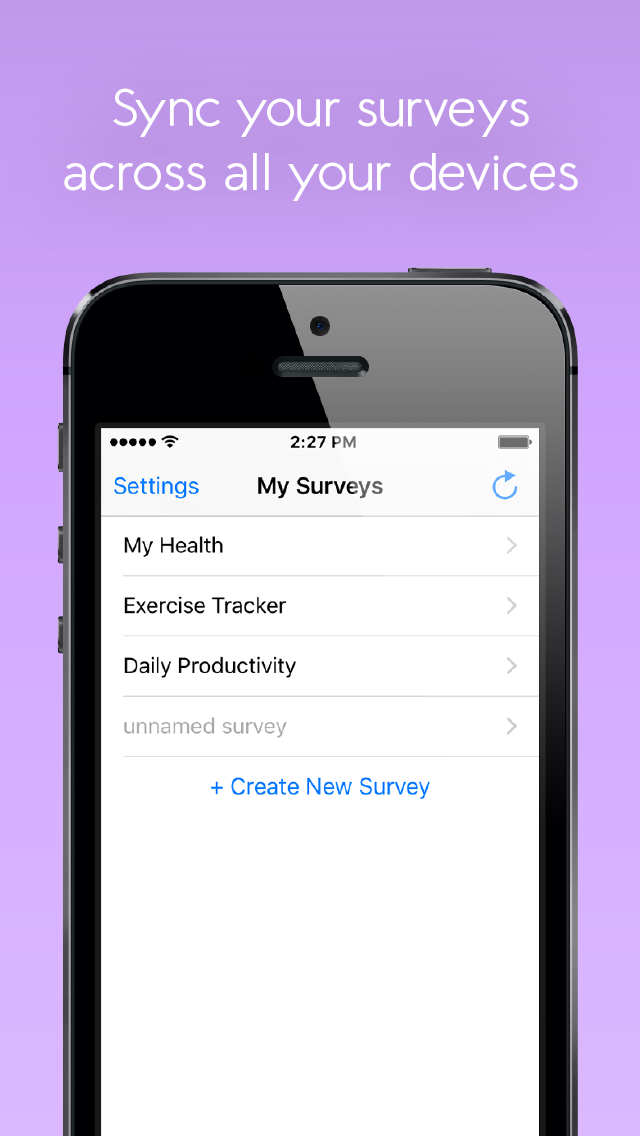 Sync your surveys
across all your devices
2:27 PM
Settings My Surveys
My Health
Exercise Tracker
Daily Productivity
unnamed survey
+ Create New Survey